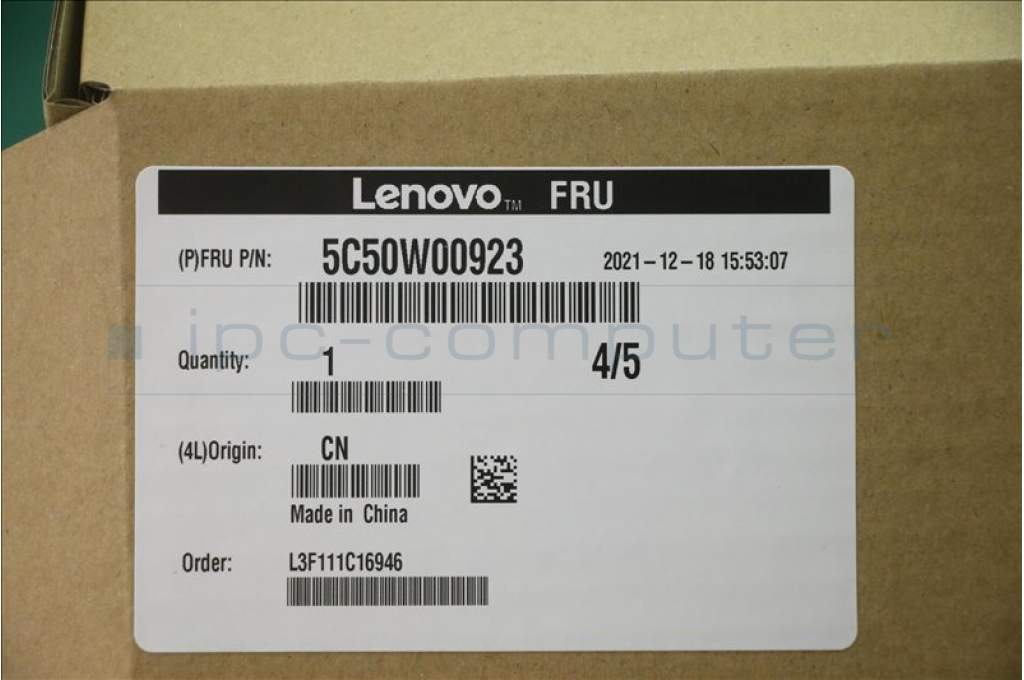 Lenovo™ FRU
(P)FRU P/N: 5C50W00923 2021-12-18 15:53:07
ipc-computer
Quantity: 1 4/5
(4L)Origin: CN
Made in China
Order: L3F111C16946